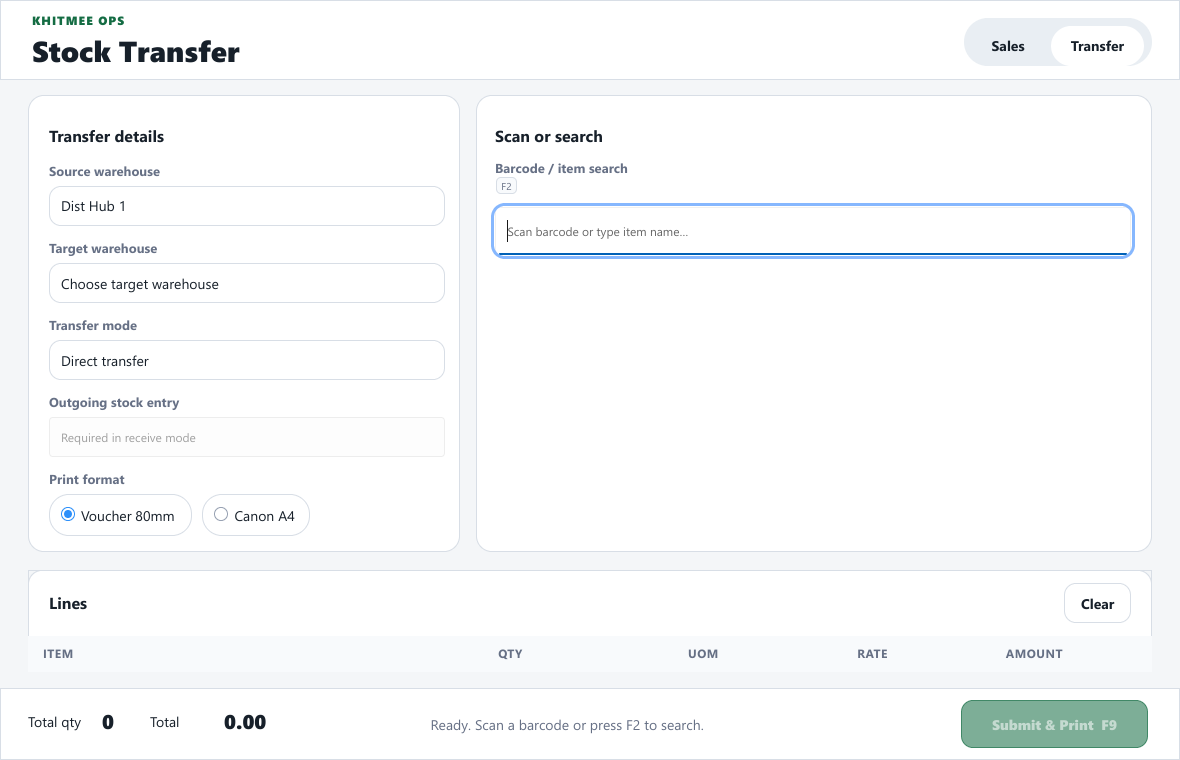 KHITMEE OPS
Stock Transfer
Sales
Transfer
Transfer details
Source warehouse
Dist Hub 1
Target warehouse
Choose target warehouse
Transfer mode
Direct transfer
Outgoing stock entry
Required in receive mode
Print format
Voucher 80mm
Canon A4
Scan or search
Barcode / item search
F2
Scan barcode or type item name...
Lines
Clear
ITEM QTY UOM RATE AMOUNT
Total qty 0 Total 0.00
Ready. Scan a barcode or press F2 to search.
Submit & Print F9